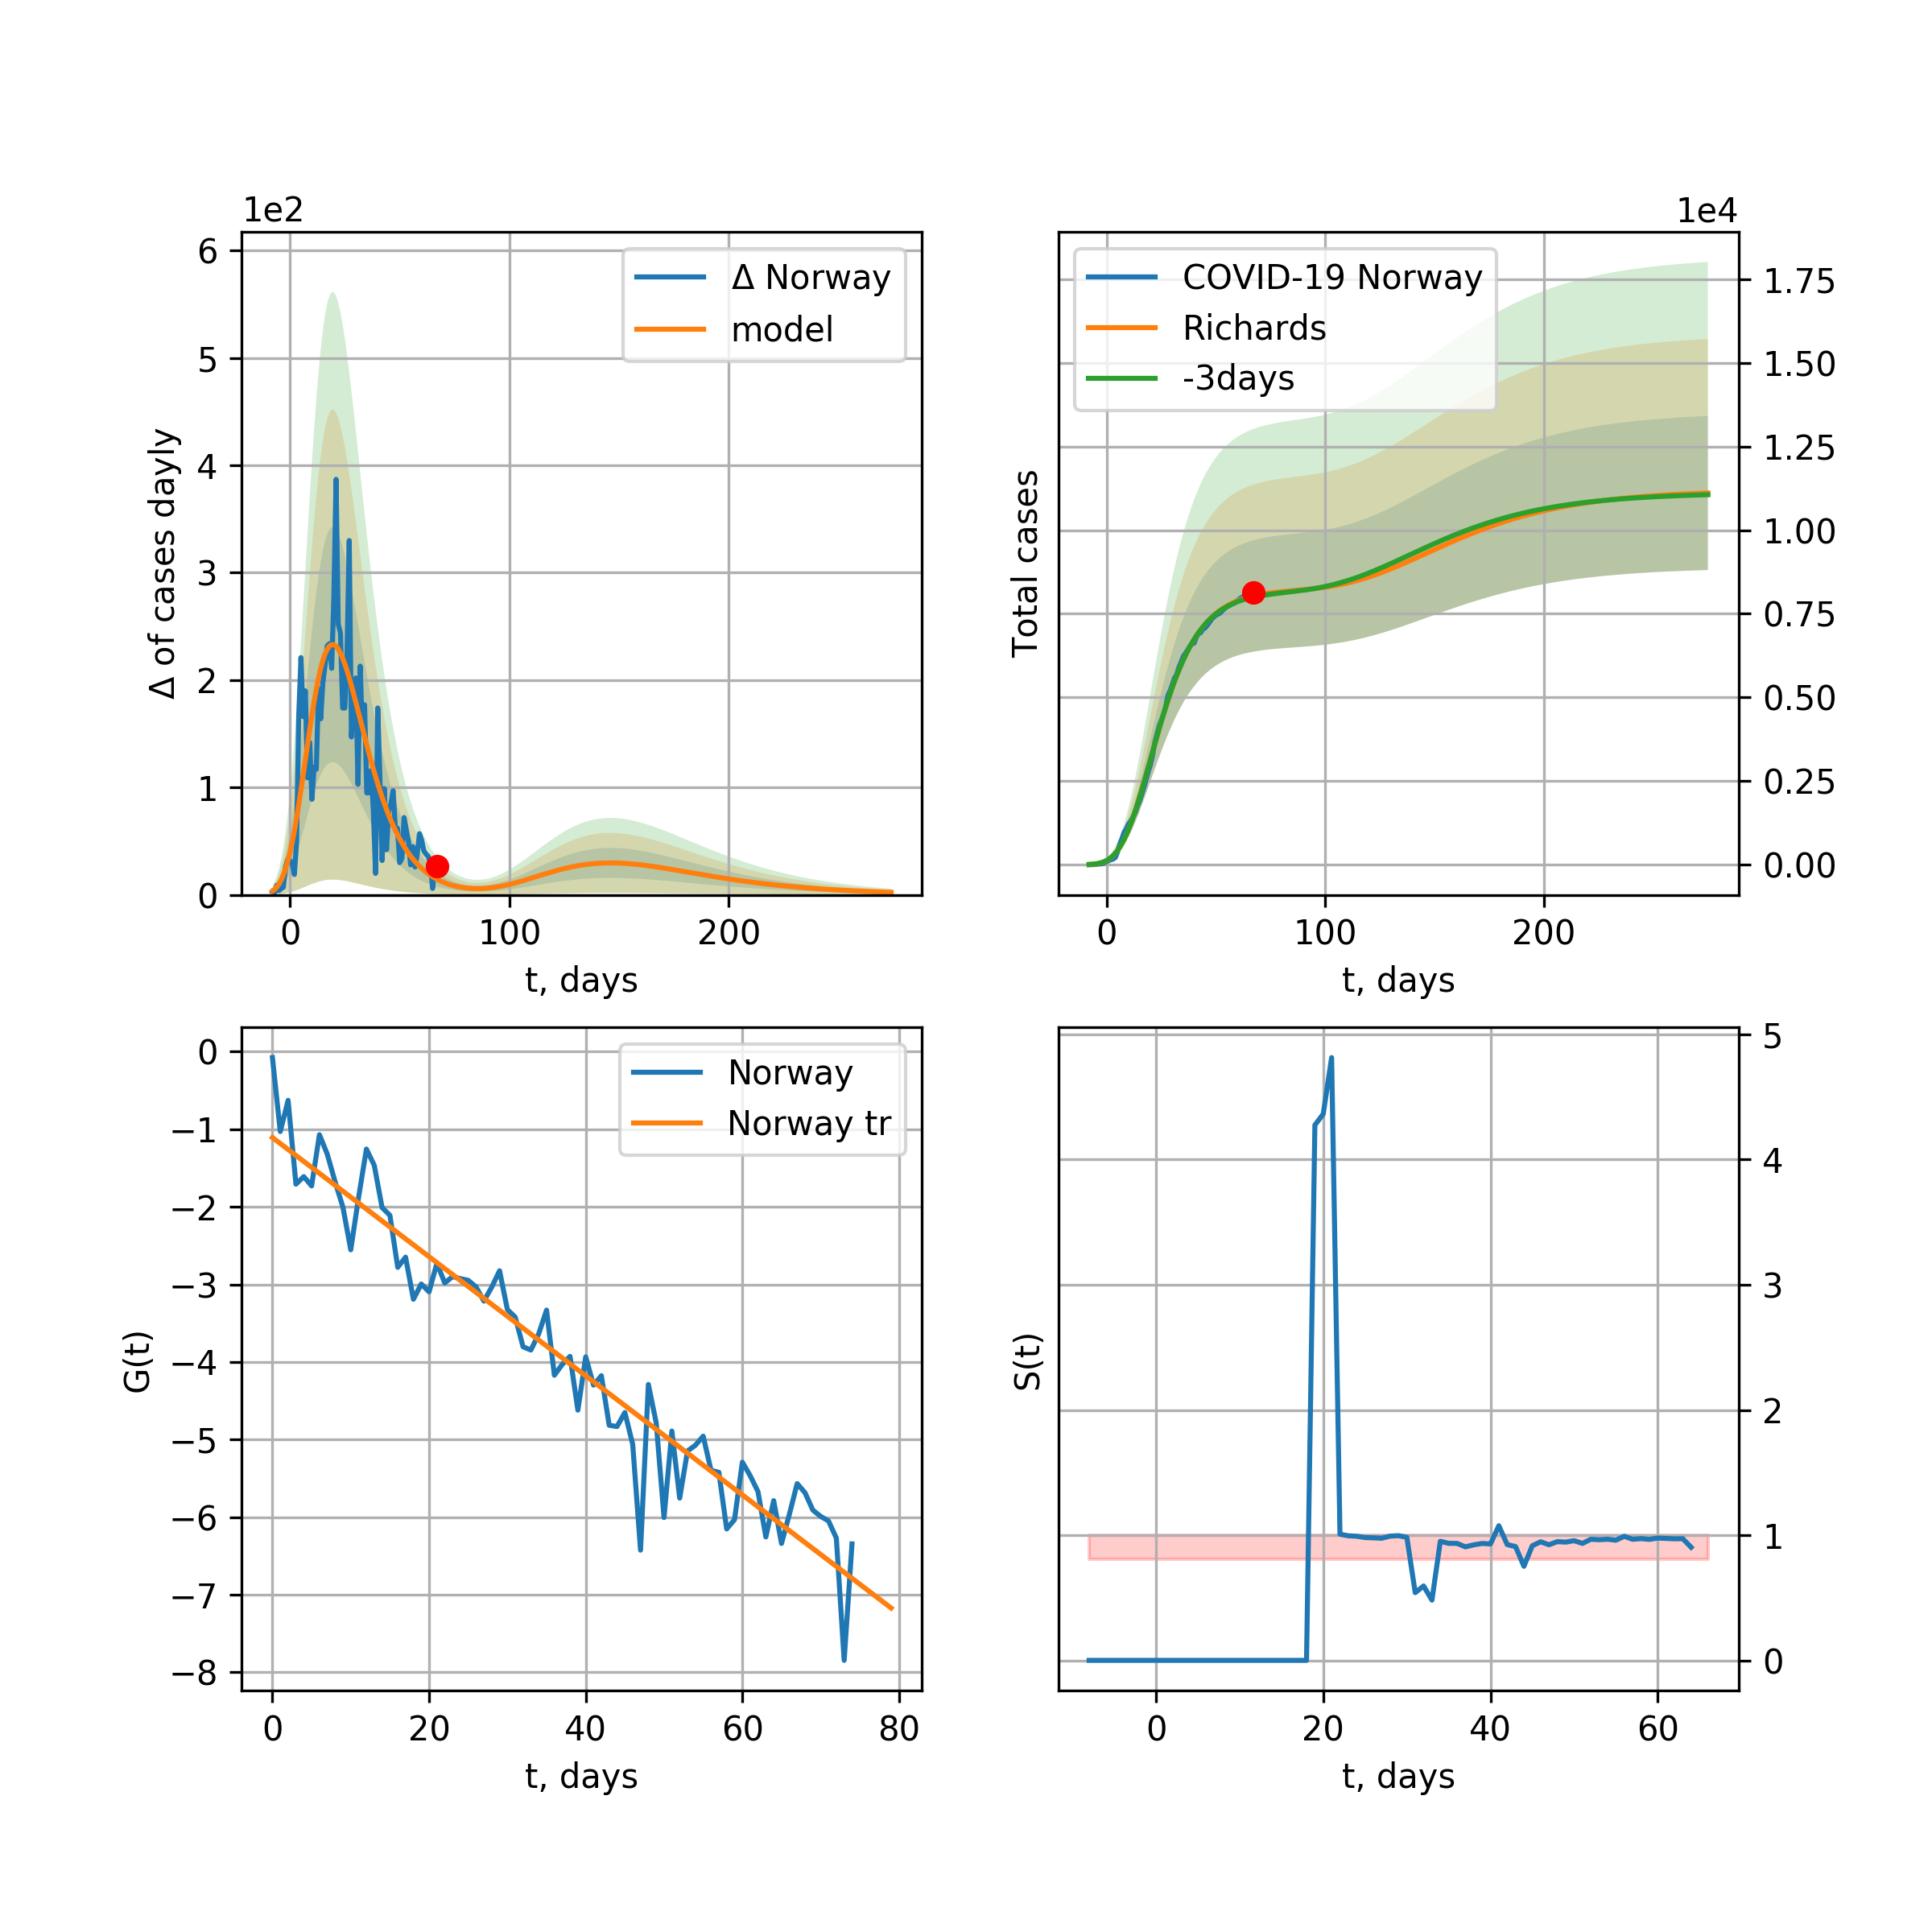 1e2
6
5
4
3
2
1
0
Δ of cases dayly
Δ Norway
model
0 100 200
t, days
1e4
COVID-19 Norway
Richards
-3days
Total cases
1.75
1.50
1.25
1.00
0.75
0.50
0.25
0.00
0 100 200
t, days
0
−1
−2
−3
−4
−5
−6
−7
−8
G(t)
Norway
Norway tr
0 20 40 60 80
t, days
S(t)
5
4
3
2
1
0
0 20 40 60
t, days